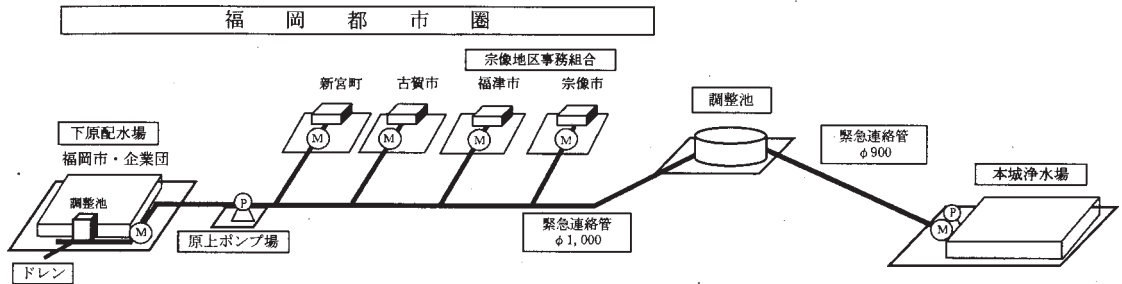 福岡都市圏
宗像地区事務組合
新宮町
古賀市
福津市
宗像市
調整池
下原配水場
福岡市・企業団
調整池
緊急連絡管
φ900
本城浄水場
M
M
M
M
P
M
原上ポンプ場
緊急連絡管
φ1,000
P
M
ドレン